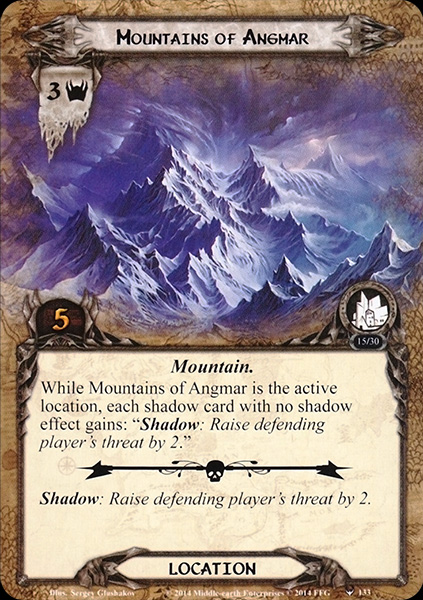 Mountains of Angmar
3
5
15/30
Mountain.
While Mountains of Angmar is the active
location, each shadow card with no shadow
effect gains: “Shadow: Raise defending
player’s threat by 2.”
Shadow: Raise defending player’s threat by 2.
LOCATION
Illus. Sergey Glushakov © 2014 Middle-earth Enterprises © 2014 FFG 133